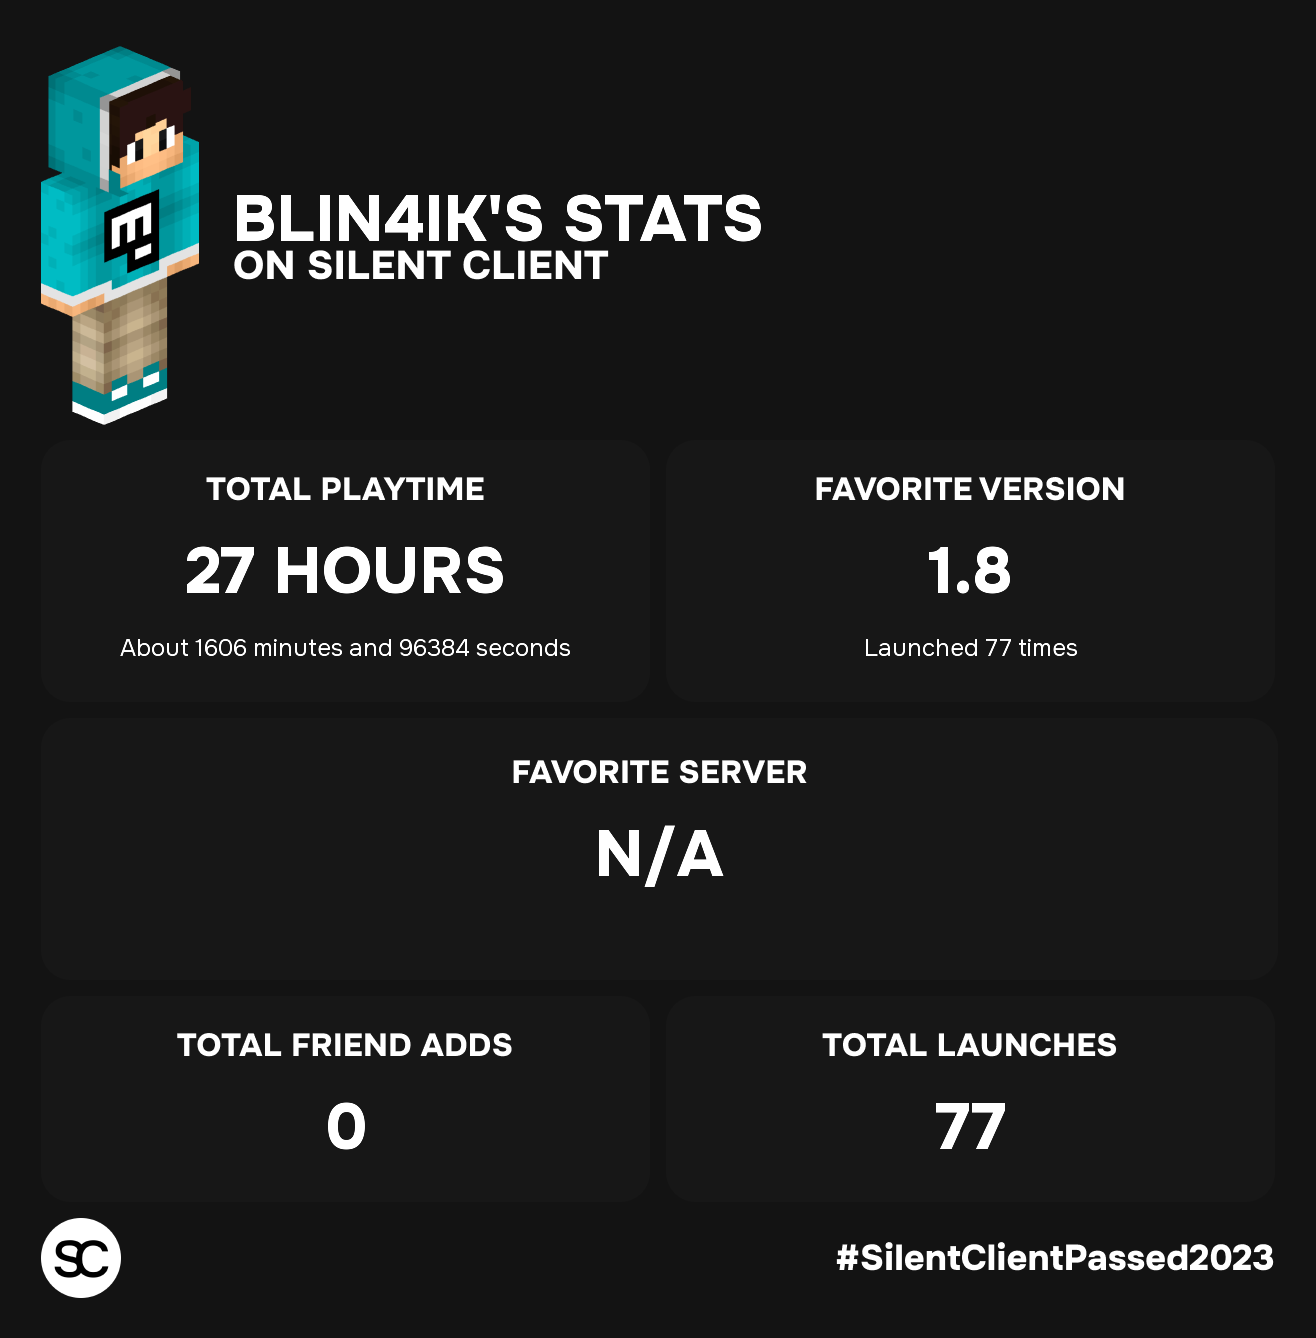 BLIN4IK'S STATS
ON SILENT CLIENT
TOTAL PLAYTIME
27 HOURS
About 1606 minutes and 96384 seconds
FAVORITE VERSION
1.8
Launched 77 times
FAVORITE SERVER
N/A
TOTAL FRIEND ADDS
0
TOTAL LAUNCHES
77
SC
#SilentClientPassed2023